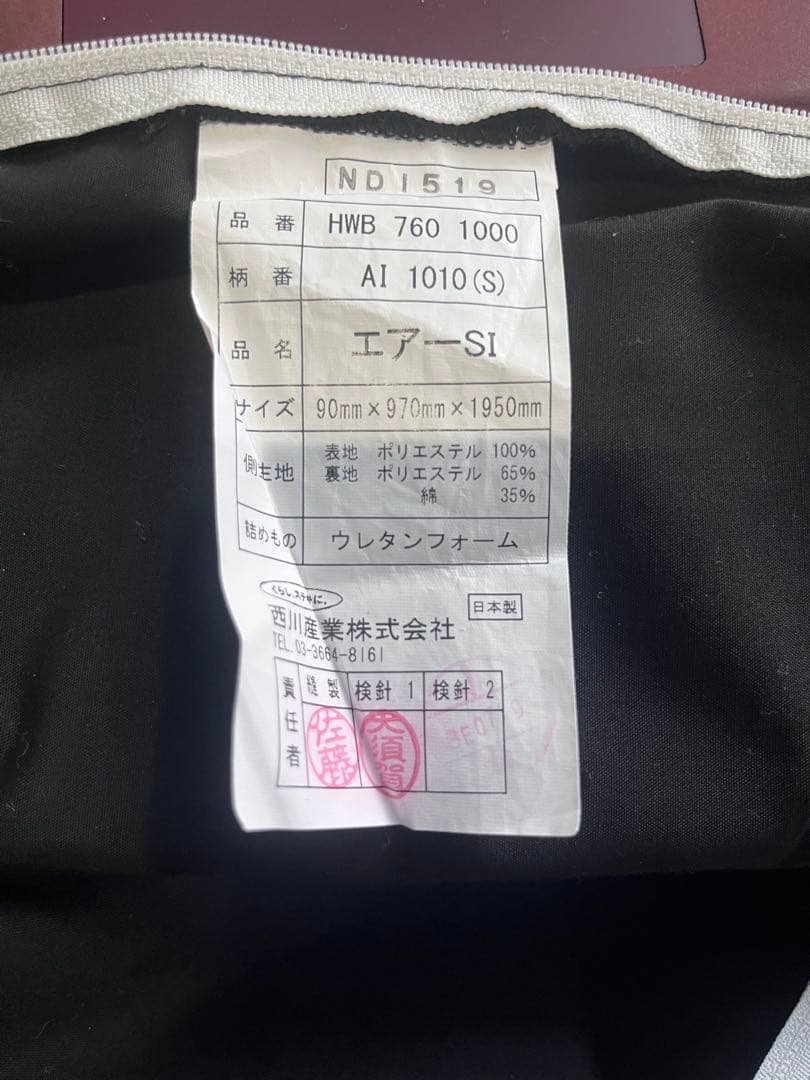 ND1519
品番 HWB 760 1000
柄番 AI 1010(S)
品名 エアーSI
サイズ 90mm×970mm×1950mm
側生地 表地 ポリエステル 100%
裏地 ポリエステル 65%
綿 35%
詰めもの ウレタンフォーム
くらし、ステキに。
西川産業株式会社 日本製
TEL.03-3664-8161
責任者 縫製 検針1 検針2
佐藤 須賀